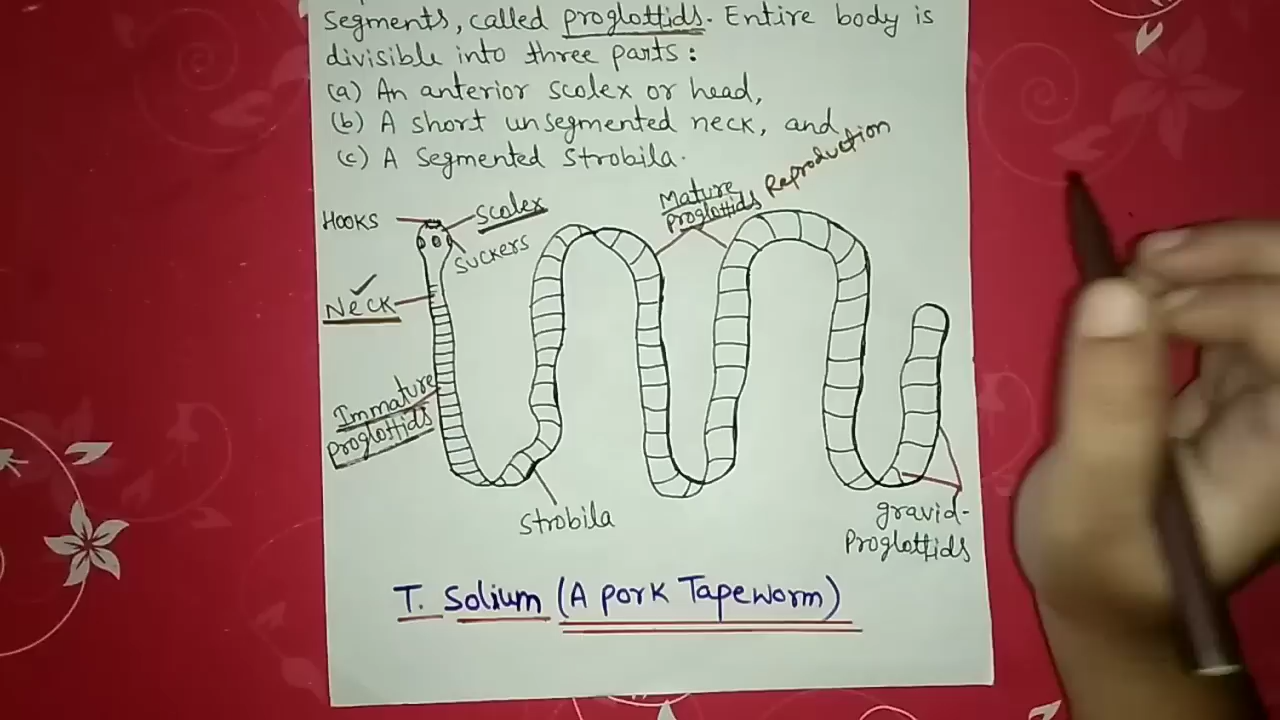 segments, called proglottids. Entire body is
divisible into three parts:
(a) An anterior scolex or head,
(b) A short unsegmented neck, and
(c) A segmented strobila.
Reproduction
Mature
proglottids
HOOKS
Scolex
Suckers
Neck
Immature
proglottids
Strobila
gravid-
Proglottids
T. Solium (A pork Tapeworm)